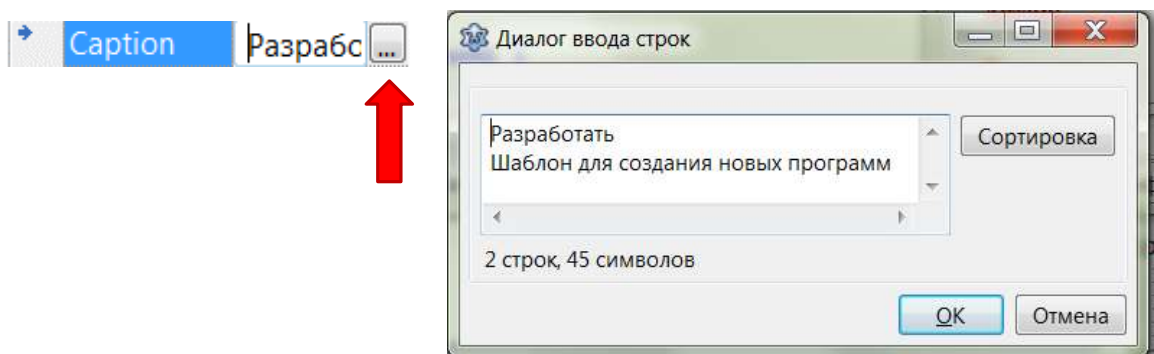 Caption Разрабс ...
Диалог ввода строк
Разработать
Шаблон для создания новых программ
Сортировка
2 строк, 45 символов
OK Отмена